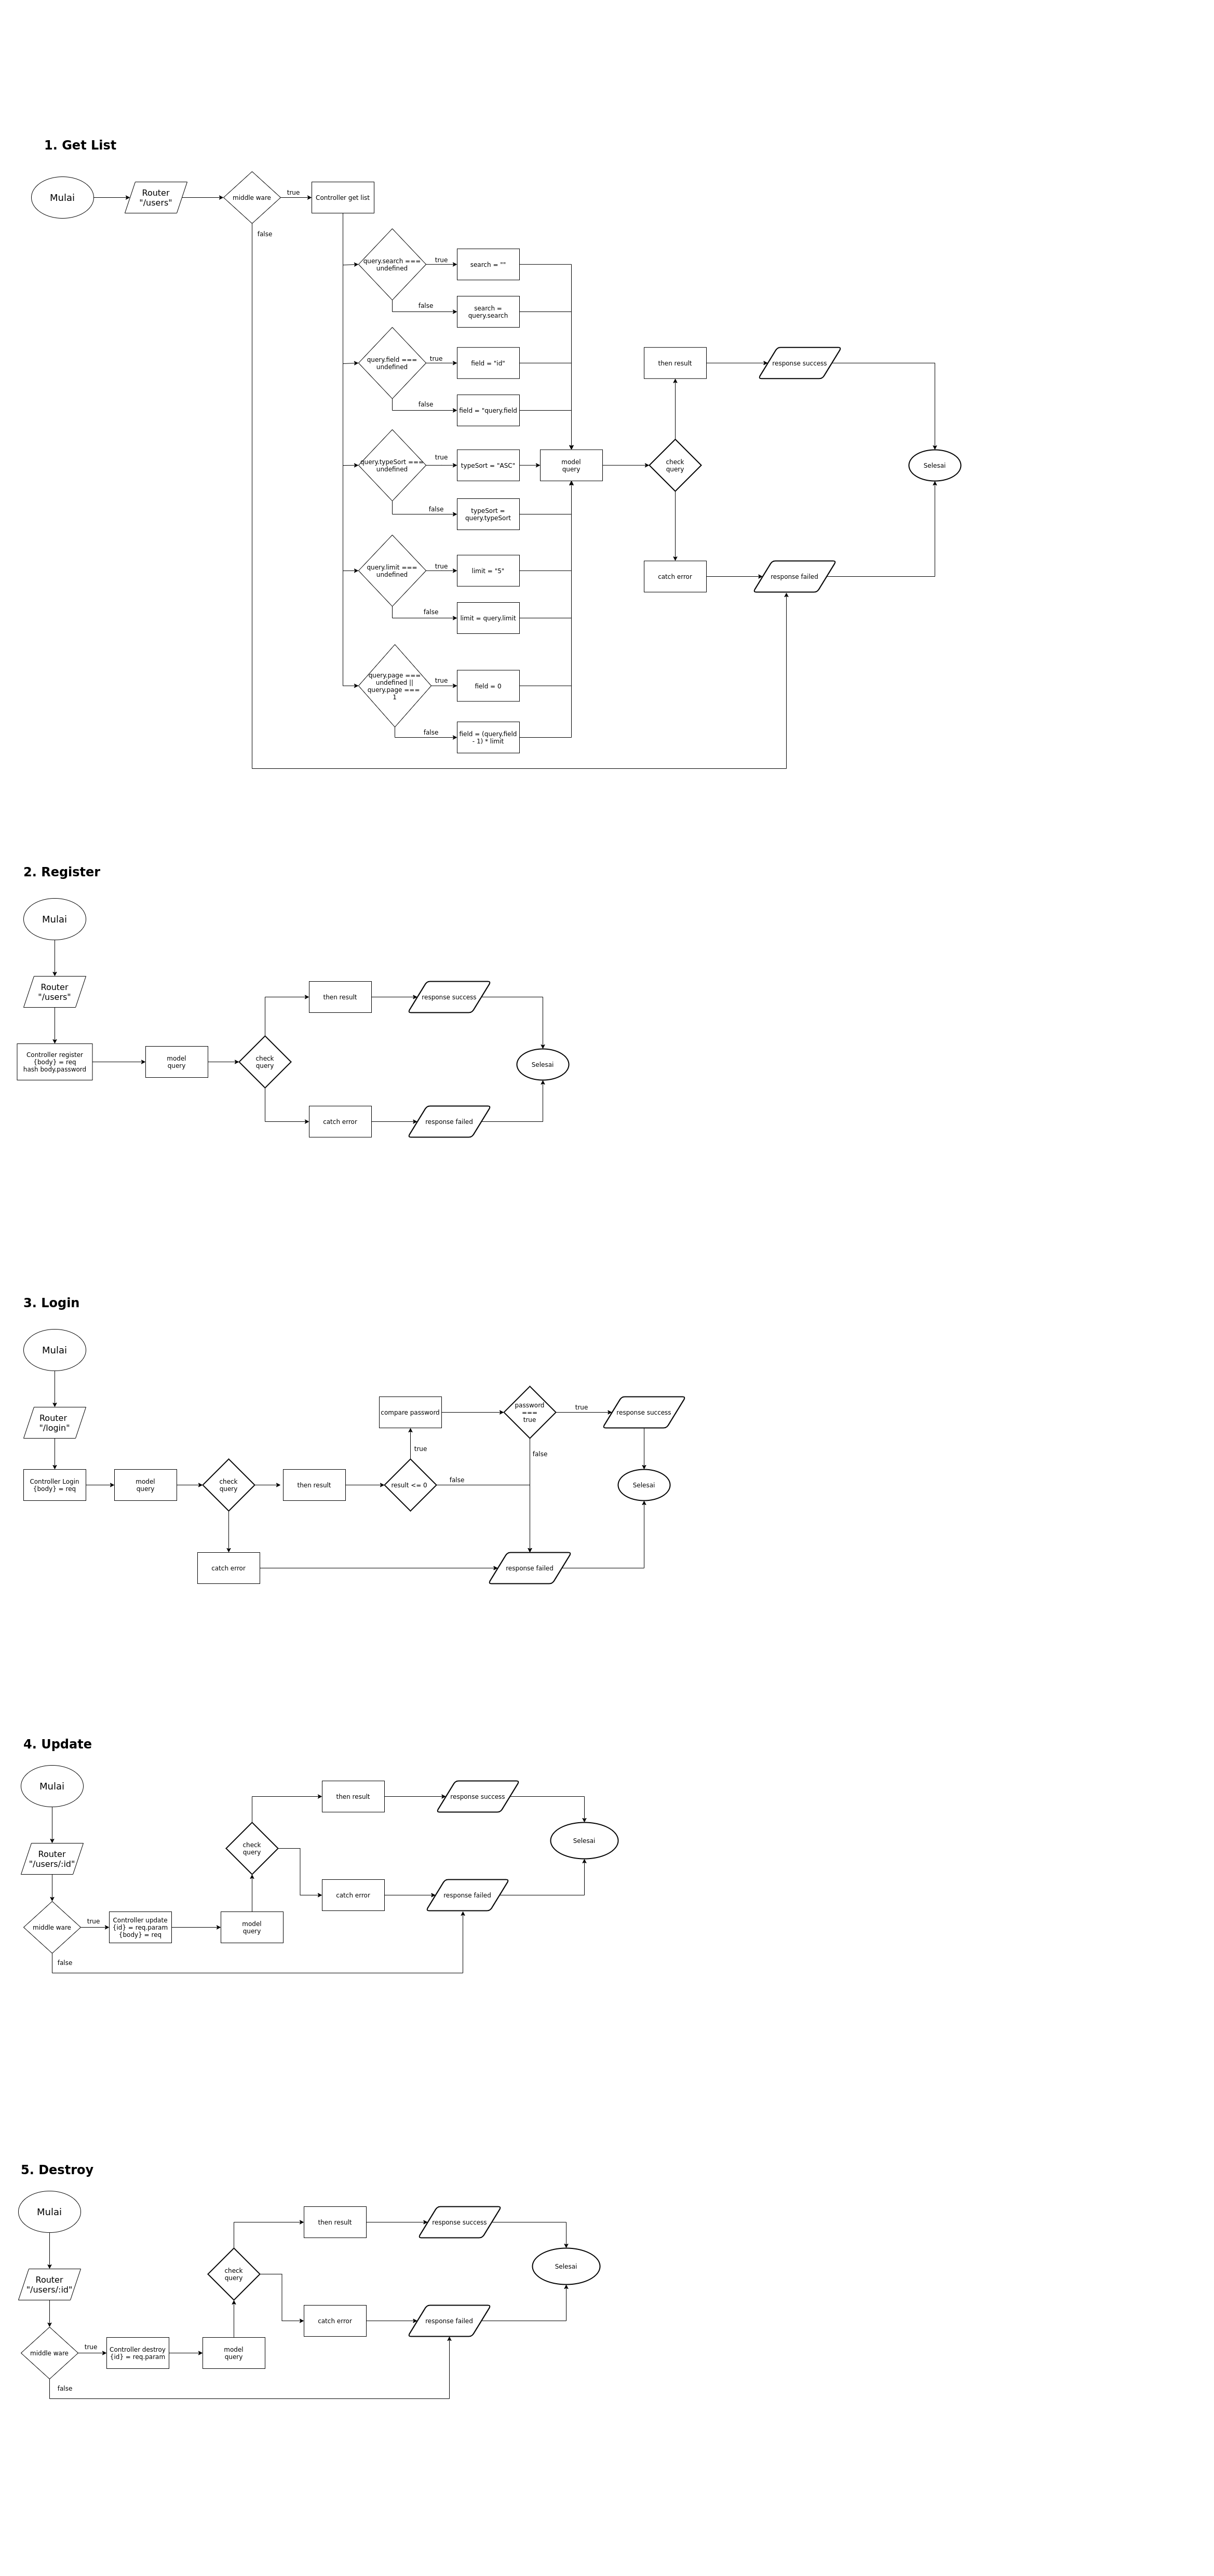 1. Get List
Mulai
Router
"/users"
middle ware
true
Controller get list
false
query.search ===
undefined
true
search = ""
false
search =
query.search
query.field ===
undefined
true
field = "id"
false
field = "query.field
query.typeSort ===
undefined
true
typeSort = "ASC"
false
typeSort =
query.typeSort
query.limit ===
undefined
true
limit = "5"
false
limit = query.limit
query.page ===
undefined ||
query.page ===
1
true
field = 0
false
field = (query.field
- 1) * limit
model
query
check
query
then result
response success
catch error
response failed
Selesai
2. Register
Mulai
Router
"/users"
Controller register
{body} = req
hash body.password
model
query
check
query
then result
response success
catch error
response failed
Selesai
3. Login
Mulai
Router
"/login"
Controller Login
{body} = req
model
query
check
query
then result
result <= 0
true
compare password
password
===
true
true
response success
false
false
catch error
response failed
Selesai
4. Update
Mulai
Router
"/users/:id"
middle ware
true
Controller update
{id} = req.param
{body} = req
false
model
query
check
query
then result
response success
catch error
response failed
Selesai
5. Destroy
Mulai
Router
"/users/:id"
middle ware
true
Controller destroy
{id} = req.param
false
model
query
check
query
then result
response success
catch error
response failed
Selesai